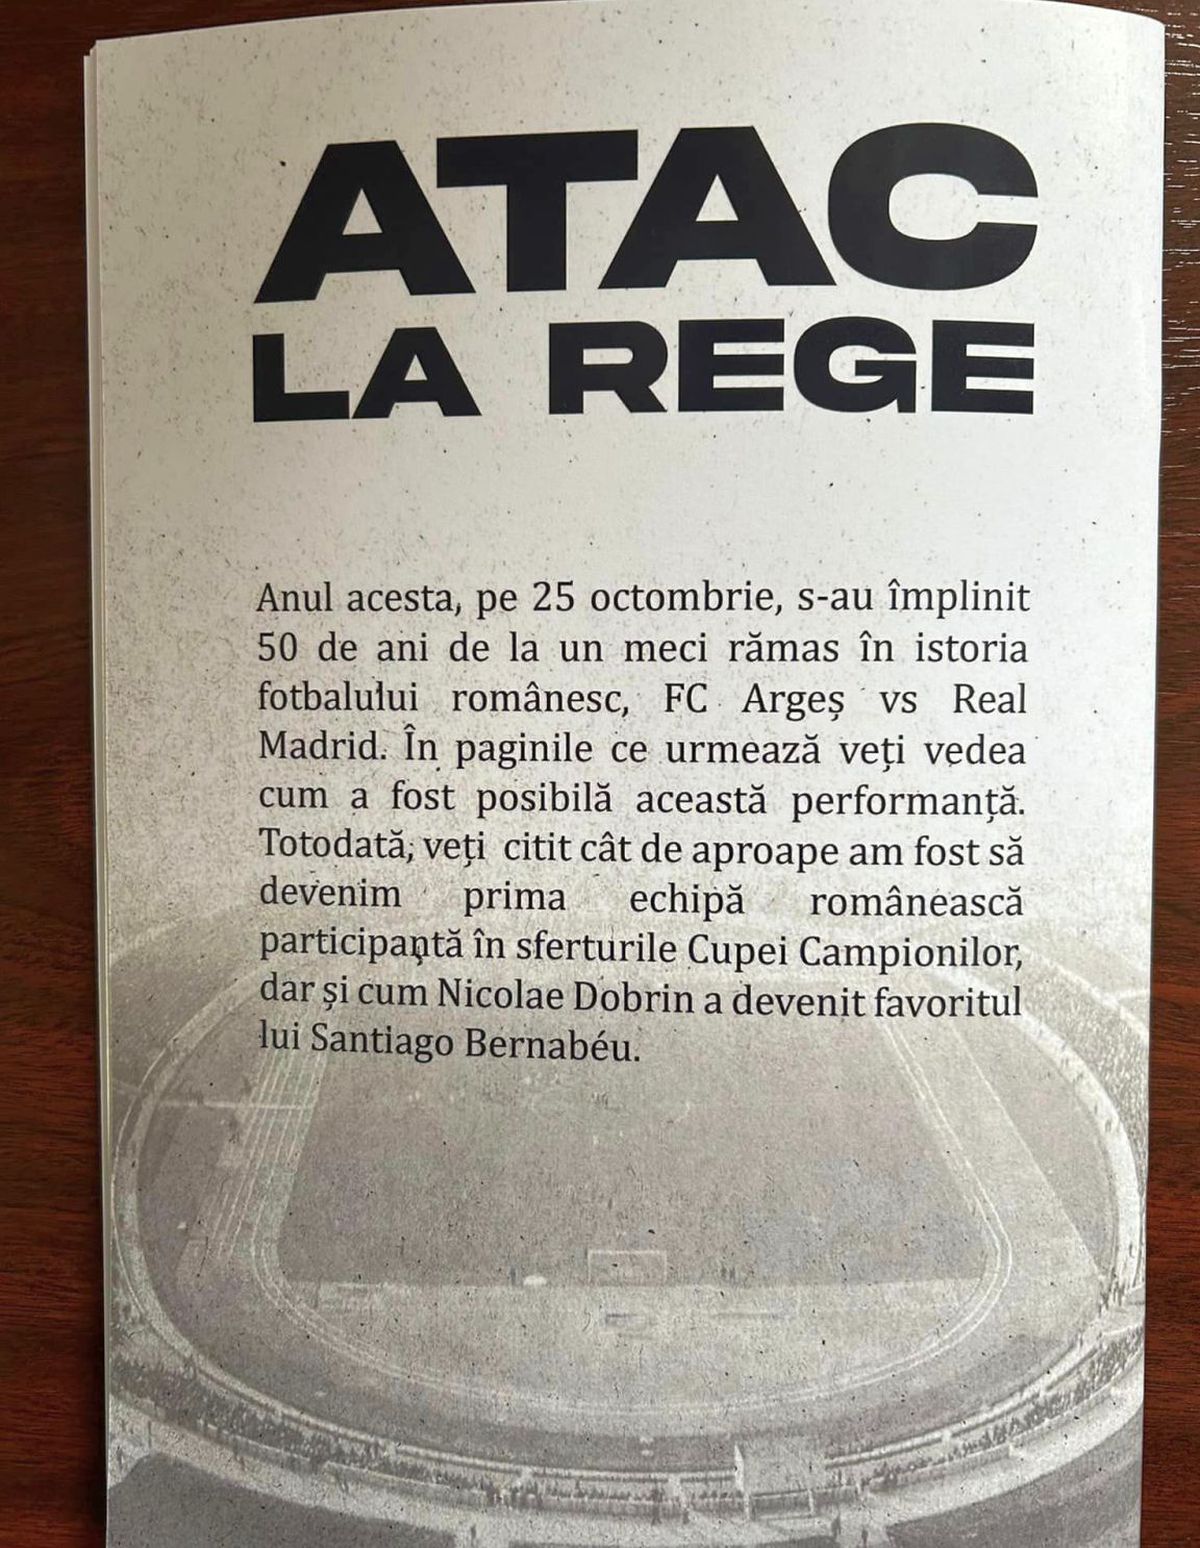 ATAC
LA REGE
Anul acesta, pe 25 octombrie, s-au împlinit
50 de ani de la un meci rămas în istoria
fotbalului românesc, FC Argeș vs Real
Madrid. În paginile ce urmează veți vedea
cum a fost posibilă această performanță.
Totodată, veți citit cât de aproape am fost să
devenim prima echipă românească
participantă în sferturile Cupei Campionilor,
dar și cum Nicolae Dobrin a devenit favoritul
lui Santiago Bernabéu.